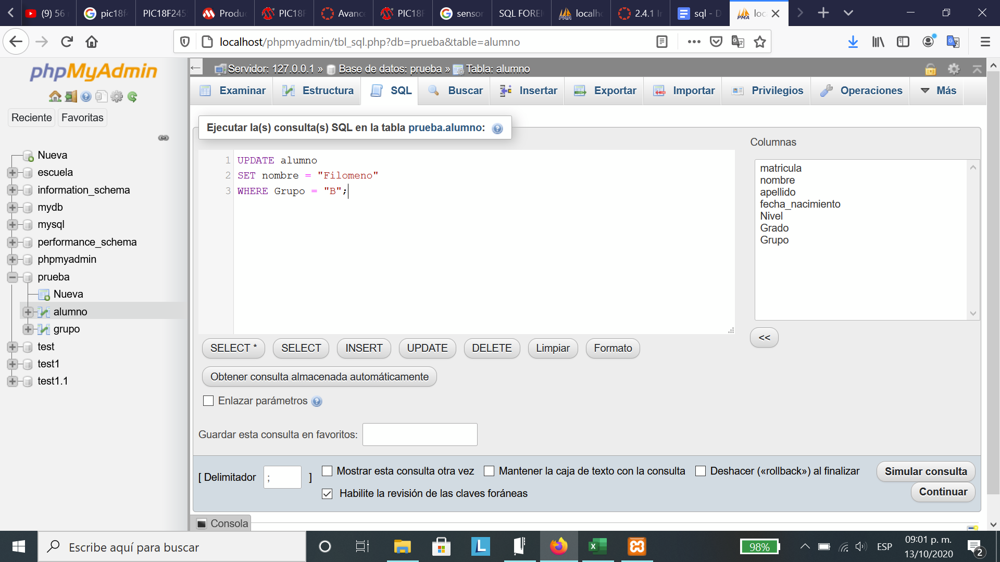 (9) 56
pic18f4
PIC18F245
Produc
PIC18F
Avance
PIC18F
sensor
SQL FOREI
localho
2.4.1 In
sql - D
loc
localhost/phpmyadmin/tbl_sql.php?db=prueba&table=alumno
phpMyAdmin
Reciente
Favoritas
Nueva
escuela
information_schema
mydb
mysql
performance_schema
phpmyadmin
prueba
Nueva
alumno
grupo
test
test1
test1.1
Servidor: 127.0.0.1 » Base de datos: prueba » Tabla: alumno
Examinar
Estructura
SQL
Buscar
Insertar
Exportar
Importar
Privilegios
Operaciones
Más
Ejecutar la(s) consulta(s) SQL en la tabla prueba.alumno:
1 UPDATE alumno
2 SET nombre = "Filomeno"
3 WHERE Grupo = "B";
Columnas
matricula
nombre
apellido
fecha_nacimiento
Nivel
Grado
Grupo
<<
SELECT *
SELECT
INSERT
UPDATE
DELETE
Limpiar
Formato
Obtener consulta almacenada automáticamente
Enlazar parámetros
Guardar esta consulta en favoritos:
[ Delimitador ; ]
Mostrar esta consulta otra vez
Mantener la caja de texto con la consulta
Deshacer («rollback») al finalizar
Habilite la revisión de las claves foráneas
Simular consulta
Continuar
Consola
Escribe aquí para buscar
98%
ESP
09:01 p. m.
13/10/2020
2